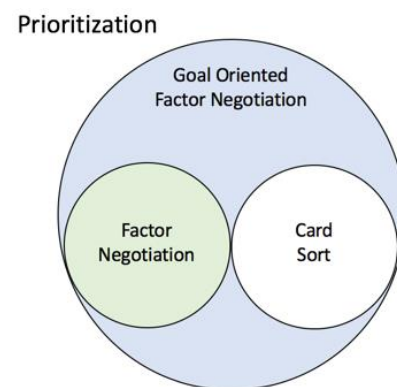 Prioritization
Goal Oriented
Factor Negotiation
Factor
Negotiation
Card
Sort